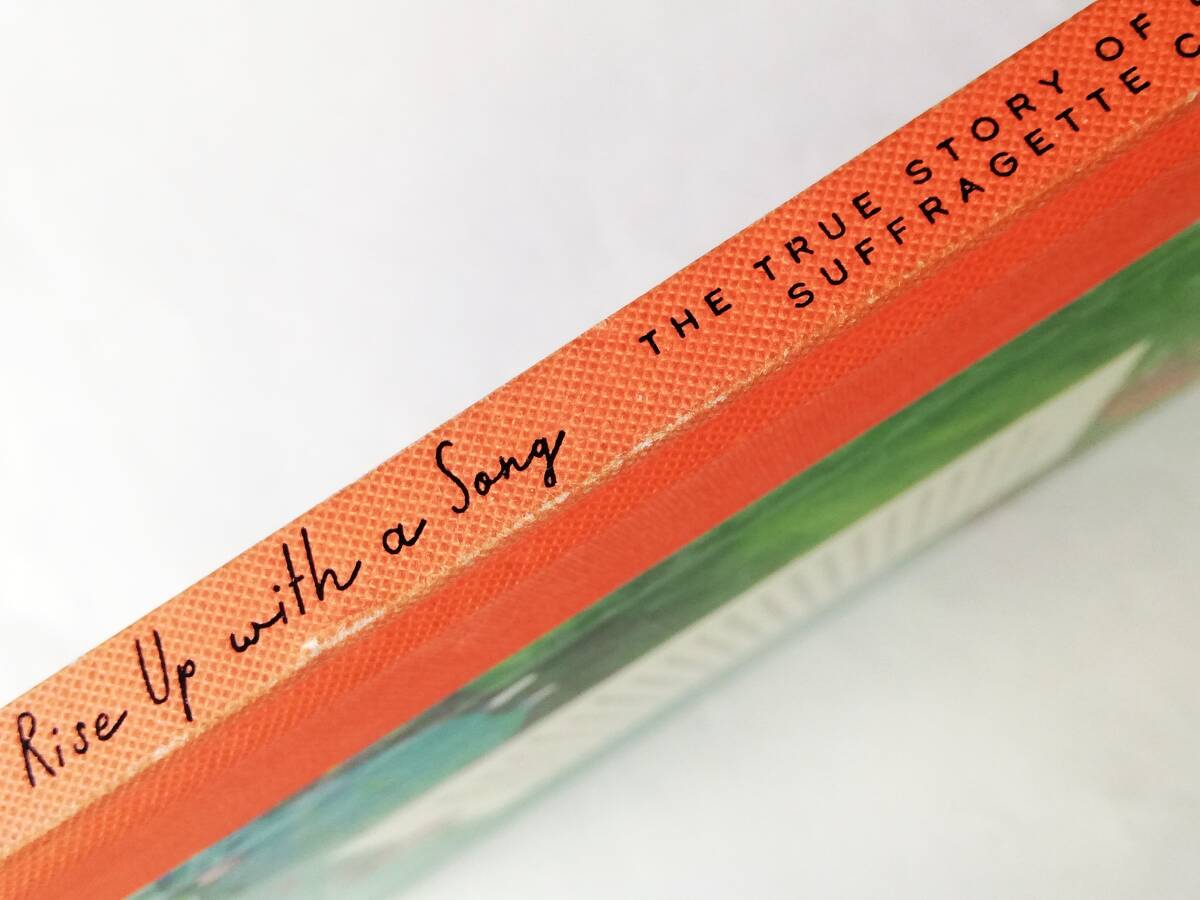 Rise Up with a Song
THE TRUE STORY OF
SUFFRAGETTE